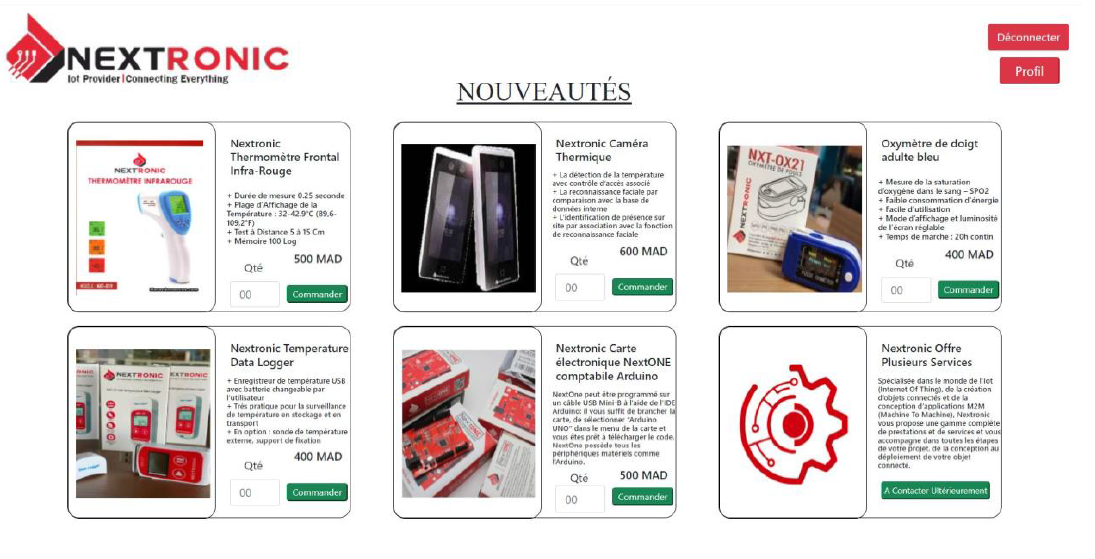 NEXTRONIC
Iot Provider|Connecting Everything
Déconnecter
Profil
NOUVEAUTÉS
NEXTRONIC
THERMOMÈTRE INFRAROUGE
Nextronic
Thermomètre Frontal
Infra-Rouge
+ Durée de mesure 0.25 seconde
+ Plage d'Affichage de la
Température : 32-42.9°C (89.6-
109.2°F)
+ Test à Distance 5 à 15 Cm
+ Mémoire 100 Log
500 MAD
Qté
00
Commander
Nextronic Caméra
Thermique
+ La détection de la température
avec contrôle d'accès associé
+ La reconnaissance faciale par
comparaison avec la base de
données interne
+ L'identification de présence sur
site par association avec la fonction
de reconnaissance faciale
600 MAD
Qté
00
Commander
NXT-OX21
OXYMÈTRE DE POULS
NEXTRONIC
Oxymètre de doigt
adulte bleu
+ Mesure de la saturation
d'oxygène dans le sang – SPO2
+ Faible consommation d'énergie
+ Facile d'utilisation
+ Mode d'affichage et luminosité
de l'écran réglable
+ Temps de marche : 20h contin
400 MAD
Qté
00
Commander
NEXTRONIC
EXTRONIC
Nextronic Temperature
Data Logger
+ Enregistreur de température USB
avec batterie changeable par
l'utilisateur
+ Trés pratique pour la surveillance
de température en stockage et en
transport
+ En option : sonde de température
externe, support de fixation
400 MAD
Qté
00
Commander
Nextronic Carte
électronique NextONE
comptabile Arduino
NextOne peut être programmé sur
un câble USB Mini-B à l'aide de l'IDE
Arduino: il vous suffit de brancher la
carte, de sélectionner "Arduino
UNO" dans le menu de la carte et
vous êtes prêt à télécharger le code.
NextOne possède tous les
périphériques matériels comme
l'Arduino.
500 MAD
Qté
00
Commander
Nextronic Offre
Plusieurs Services
Spécialisée dans le monde de l'Iot
(Internet Of Thing), de la création
d'objets connectés et de la
conception d'applications M2M
(Machine To Machine), Nextronic
vous propose une gamme complète
de prestations et de services et vous
accompagne dans toutes les étapes
de votre projet, de la conception au
déploiement de votre objet
connecté.
A Contacter Ultérieurement